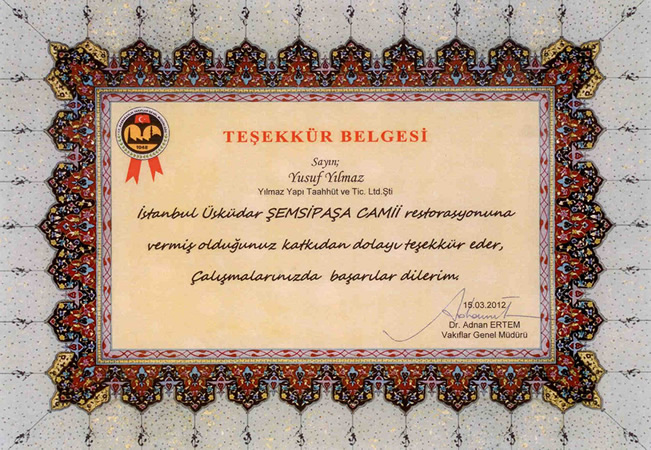 1048
TEŞEKKÜR BELGESİ
Sayın;
Yusuf Yılmaz
Yılmaz Yapı Taahhüt ve Tic. Ltd.Şti
İstanbul Üsküdar ŞEMSİPAŞA CAMİİ restorasyonuna
vermiş olduğunuz katkıdan dolayı teşekkür eder,
Çalışmalarınızda başarılar dilerim.
15.03.2012
Dr. Adnan ERTEM
Vakıflar Genel Müdürü